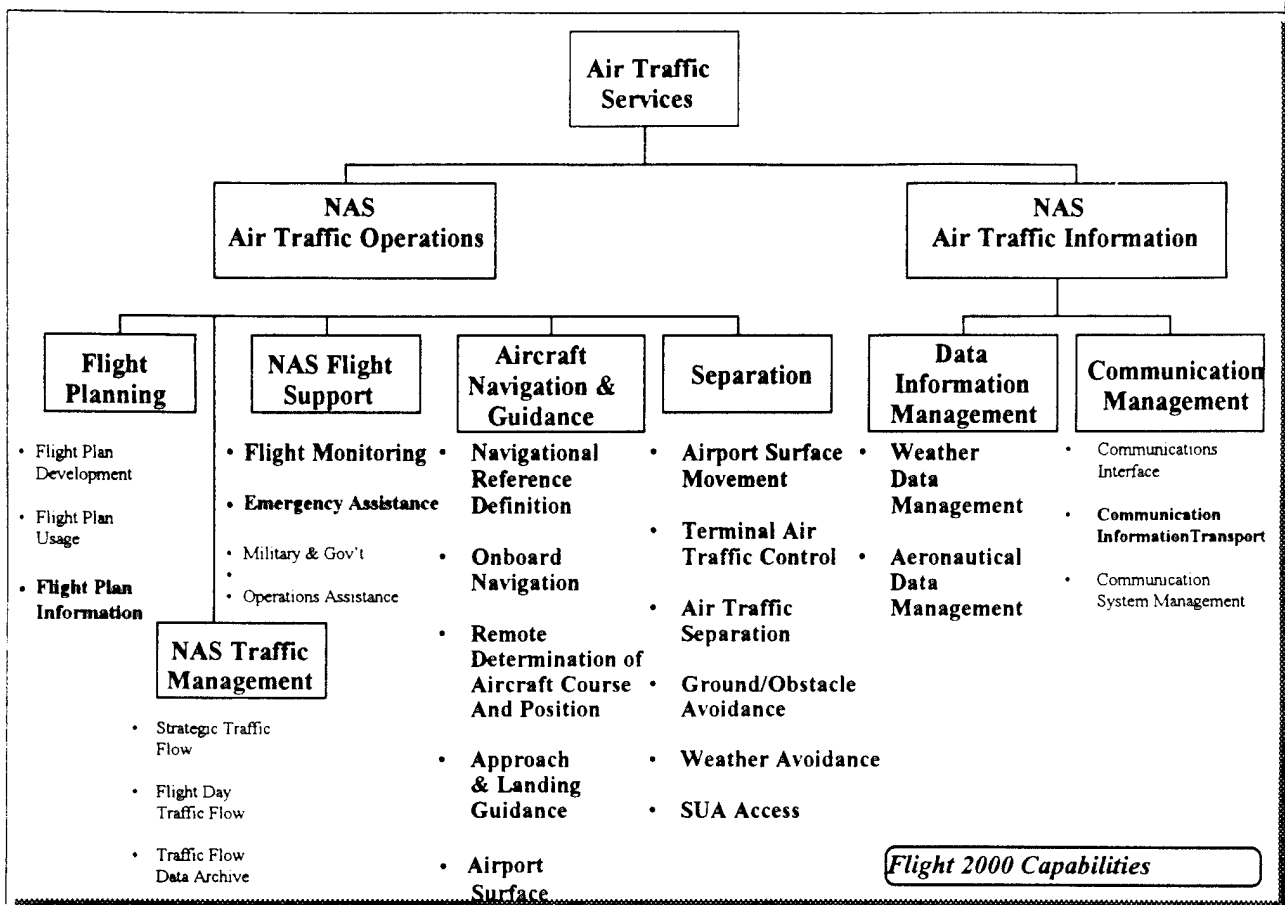 Air Traffic
Services
NAS
Air Traffic Operations
NAS
Air Traffic Information
Flight
Planning
• Flight Plan
Development
• Flight Plan
Usage
• Flight Plan
Information
NAS Traffic
Management
• Strategic Traffic
Flow
• Flight Day
Traffic Flow
• Traffic Flow
Data Archive
NAS Flight
Support
• Flight Monitoring
• Emergency Assistance
• Military & Gov't
•
• Operations Assistance
Aircraft
Navigation &
Guidance
• Navigational
Reference
Definition
• Onboard
Navigation
• Remote
Determination of
Aircraft Course
And Position
• Approach
& Landing
Guidance
• Airport
Surface
Separation
• Airport Surface
Movement
• Terminal Air
Traffic Control
• Air Traffic
Separation
• Ground/Obstacle
Avoidance
• Weather Avoidance
• SUA Access
Data
Information
Management
• Weather
Data
Management
• Aeronautical
Data
Management
Communication
Management
• Communications
Interface
• Communication
InformationTransport
• Communication
System Management
Flight 2000 Capabilities